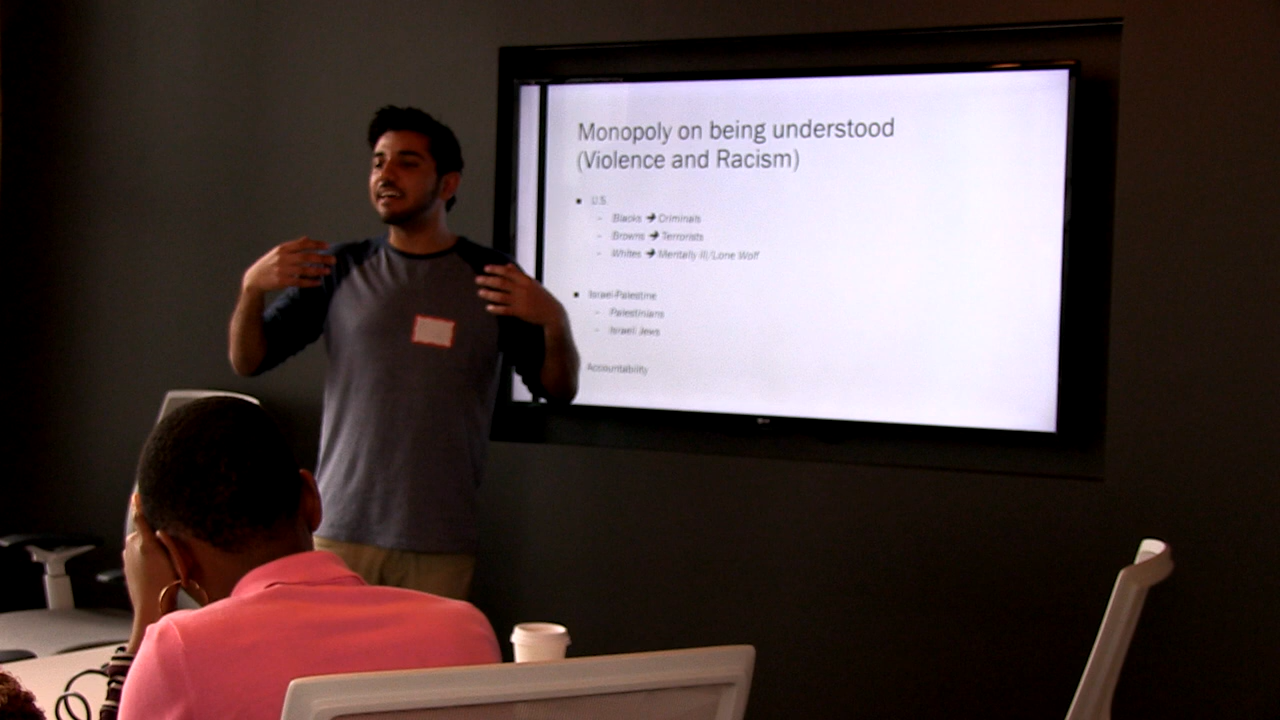 Monopoly on being understood
(Violence and Racism)
▪ U.S.
- Blacks → Criminals
- Browns → Terrorists
- Whites → Mentally Ill/Lone Wolf
▪ Israel-Palestine
- Palestinians
- Israeli Jews
Accountability
LG